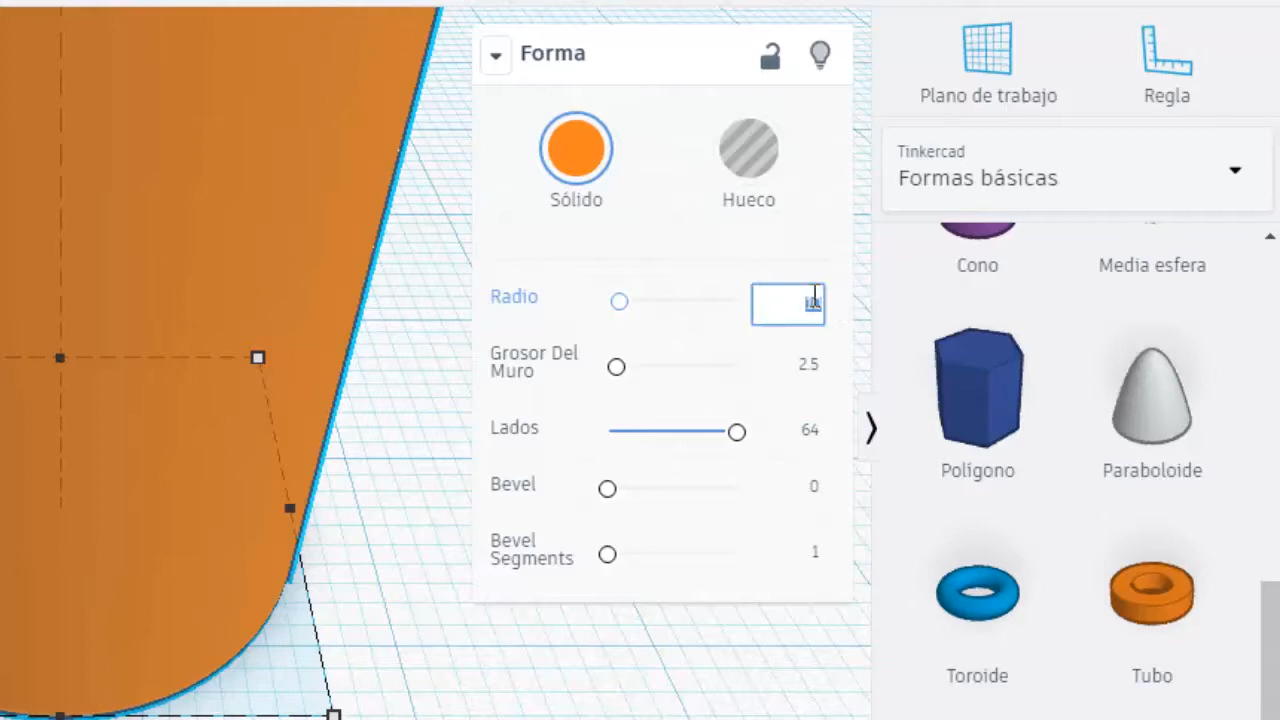 Forma
Sólido
Hueco
Radio
Grosor Del
Muro
2.5
Lados
64
Bevel
0
Bevel
Segments
1
Plano de trabajo
Regla
Tinkercad
Formas básicas
Cono
Media esfera
Polígono
Paraboloide
Toroide
Tubo